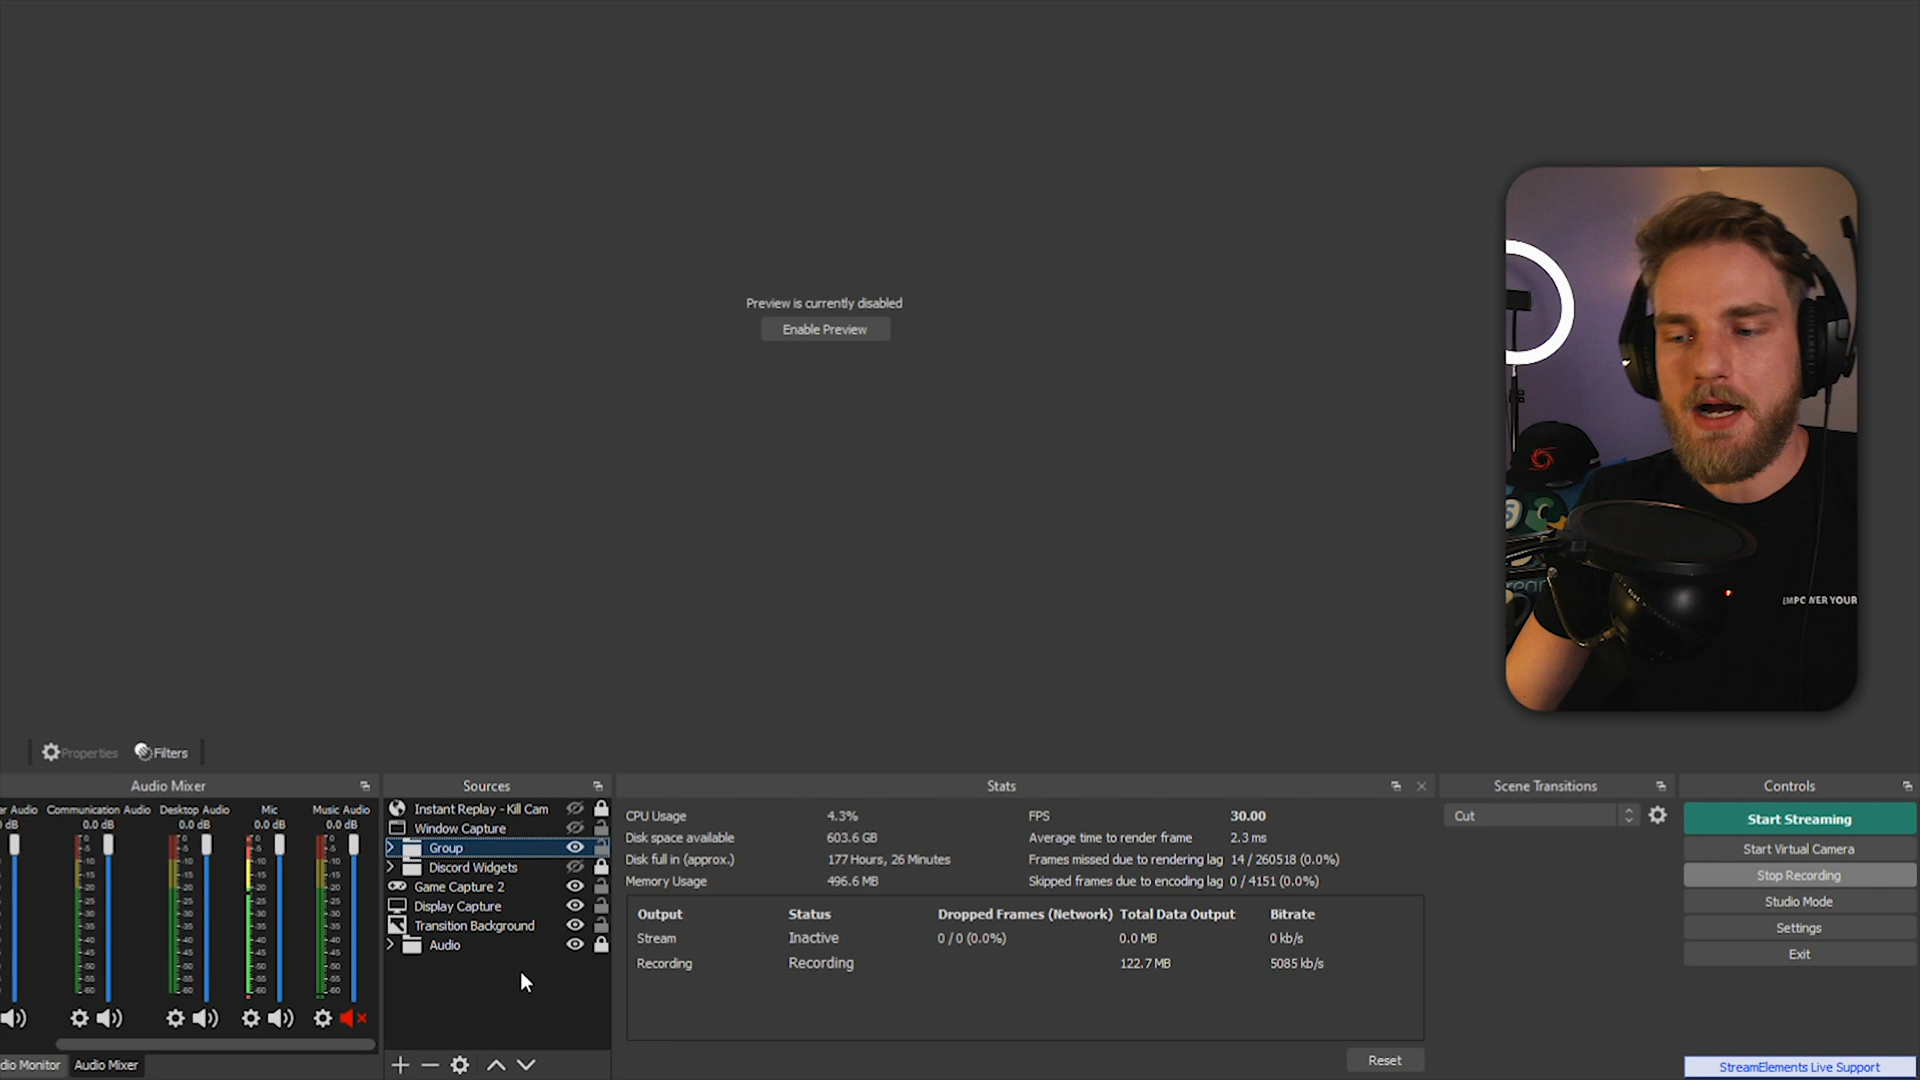 Preview is currently disabled
Enable Preview
EMPOWER YOUR
Properties
Filters
Audio Mixer
Communication Audio
Desktop Audio
Mic
Music Audio
0.0 dB
0.0 dB
0.0 dB
0.0 dB
Audio Mixer
Sources
Instant Replay - Kill Cam
Window Capture
Group
Discord Widgets
Game Capture 2
Display Capture
Transition Background
Audio
Stats
CPU Usage 4.3%
Disk space available 603.6 GB
Disk full in (approx.) 177 Hours, 26 Minutes
Memory Usage 496.6 MB
FPS 30.00
Average time to render frame 2.3 ms
Frames missed due to rendering lag 14 / 260518 (0.0%)
Skipped frames due to encoding lag 0 / 4151 (0.0%)
Output Status Dropped Frames (Network) Total Data Output Bitrate
Stream Inactive 0 / 0 (0.0%) 0.0 MB 0 kb/s
Recording Recording 122.7 MB 5085 kb/s
Reset
Scene Transitions
Cut
Controls
Start Streaming
Start Virtual Camera
Stop Recording
Studio Mode
Settings
Exit
StreamElements Live Support